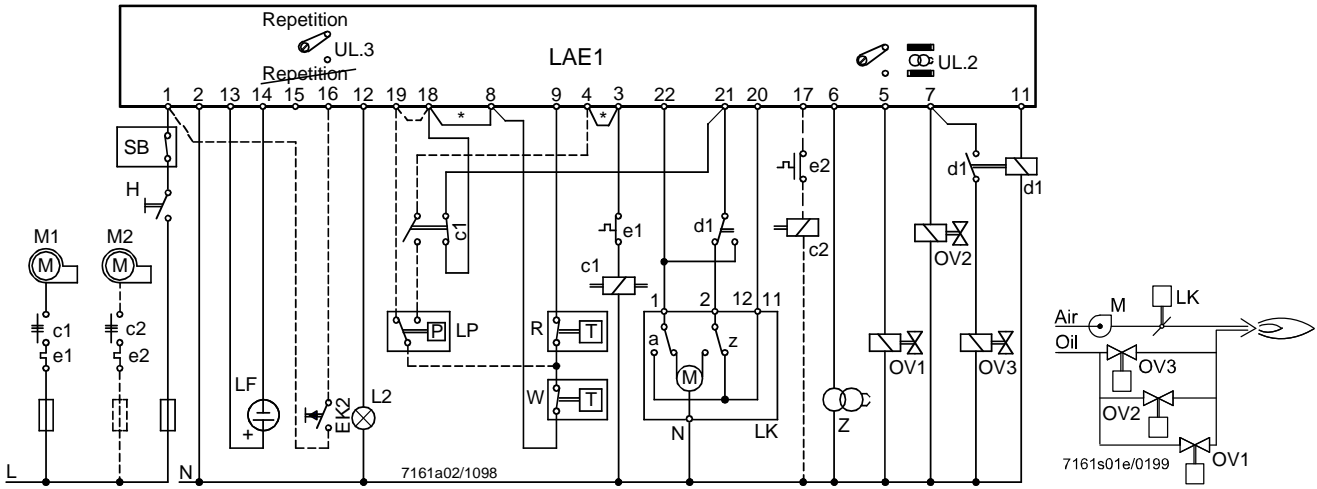 Repetition
UL.3
Repetition
LAE1
UL.2
1 2 13 14 15 16 12 19 18 8 9 4 3 22 21 20 17 6 5 7 11
* *
SB
H
M1 M2
M M
c1 c2
e1 e2
LF
+
EK2
L2
c1
P
LP
R T
W T
e1
c1
d1
1 2 12 11
a z
M
N LK
e2
c2
Z
OV1
OV2
d1 d1
OV3
L N
7161a02/1098
Air M LK
Oil
OV3
OV2
OV1
7161s01e/0199